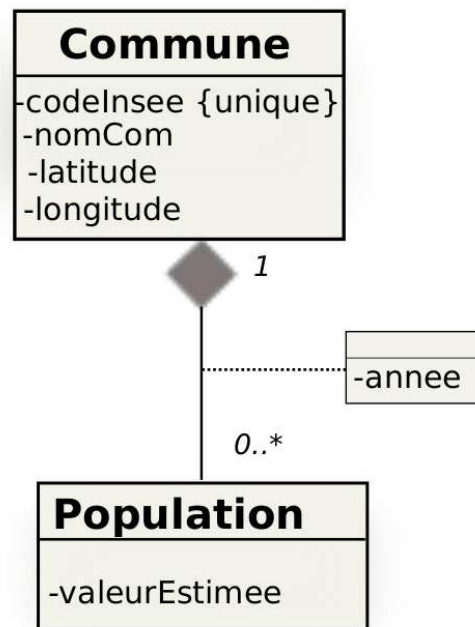 Commune
-codeInsee {unique}
-nomCom
-latitude
-longitude
1
-annee
0..*
Population
-valeurEstimee